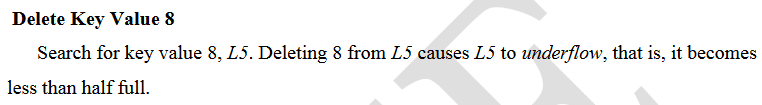 Delete Key Value 8
Search for key value 8, L5. Deleting 8 from L5 causes L5 to underflow, that is, it becomes
less than half full.